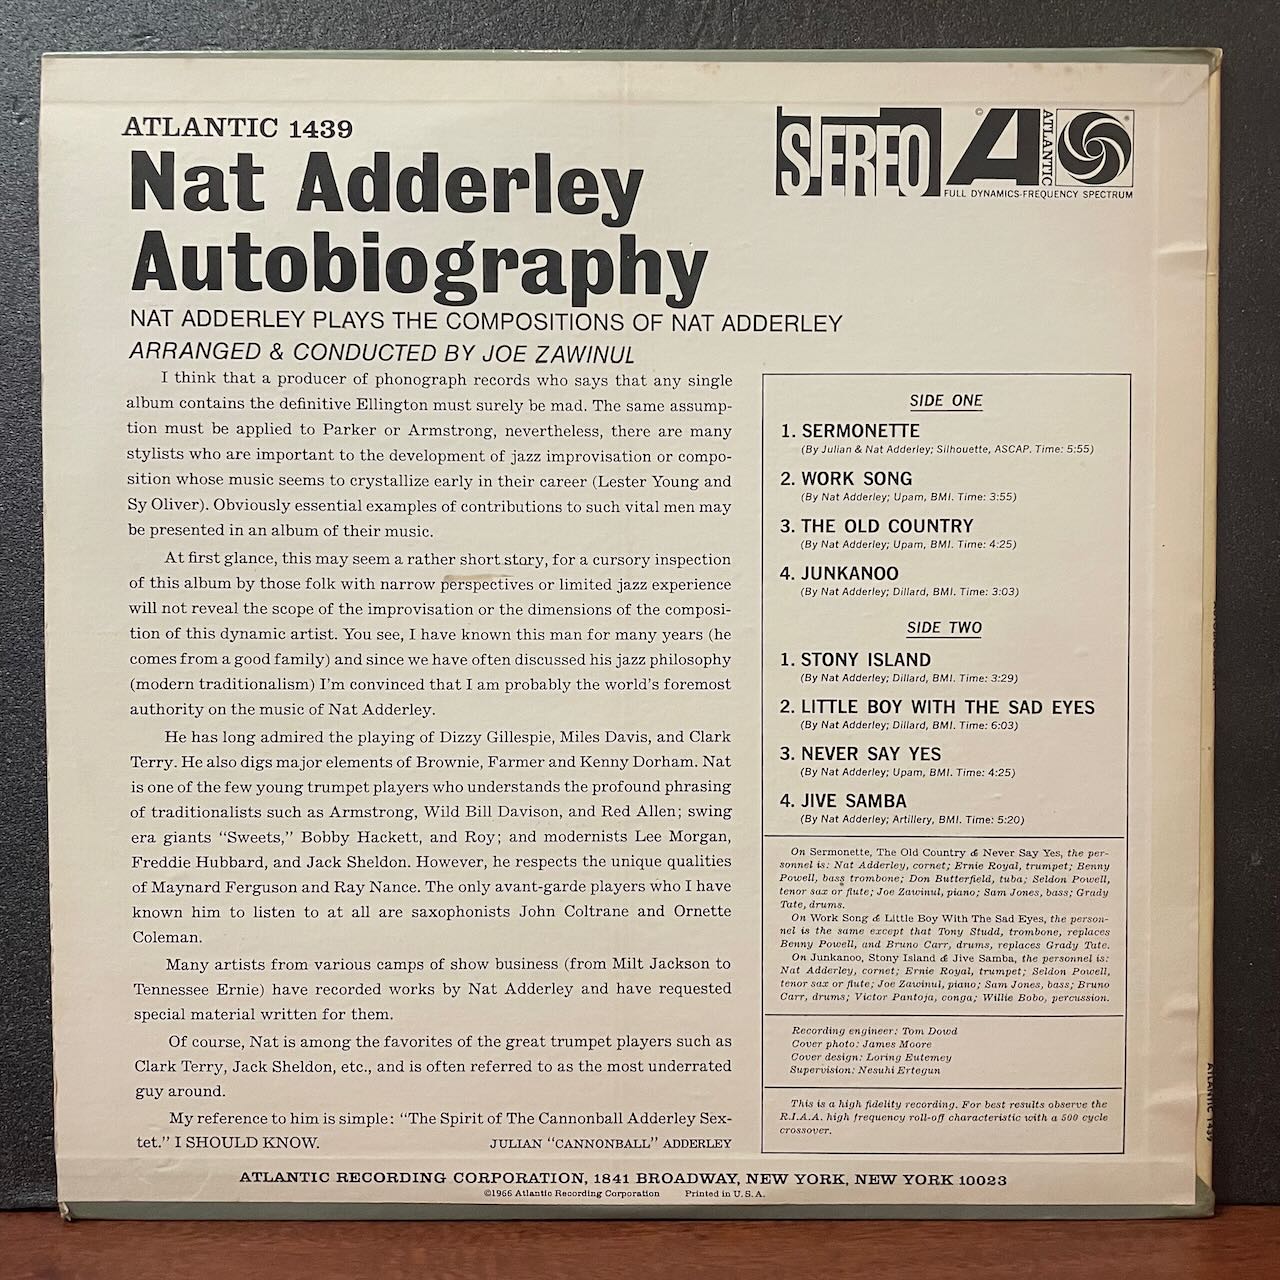 ATLANTIC 1439
Nat Adderley
Autobiography
NAT ADDERLEY PLAYS THE COMPOSITIONS OF NAT ADDERLEY
ARRANGED & CONDUCTED BY JOE ZAWINUL
STEREO
©
A
ATLANTIC
®
FULL DYNAMICS-FREQUENCY SPECTRUM
I think that a producer of phonograph records who says that any single
album contains the definitive Ellington must surely be mad. The same assump-
tion must be applied to Parker or Armstrong, nevertheless, there are many
stylists who are important to the development of jazz improvisation or compo-
sition whose music seems to crystallize early in their career (Lester Young and
Sy Oliver). Obviously essential examples of contributions to such vital men may
be presented in an album of their music.
At first glance, this may seem a rather short story, for a cursory inspection
of this album by those folk with narrow perspectives or limited jazz experience
will not reveal the scope of the improvisation or the dimensions of the composi-
tion of this dynamic artist. You see, I have known this man for many years (he
comes from a good family) and since we have often discussed his jazz philosophy
(modern traditionalism) I'm convinced that I am probably the world's foremost
authority on the music of Nat Adderley.
He has long admired the playing of Dizzy Gillespie, Miles Davis, and Clark
Terry. He also digs major elements of Brownie, Farmer and Kenny Dorham. Nat
is one of the few young trumpet players who understands the profound phrasing
of traditionalists such as Armstrong, Wild Bill Davison, and Red Allen; swing
era giants "Sweets," Bobby Hackett, and Roy; and modernists Lee Morgan,
Freddie Hubbard, and Jack Sheldon. However, he respects the unique qualities
of Maynard Ferguson and Ray Nance. The only avant-garde players who I have
known him to listen to at all are saxophonists John Coltrane and Ornette
Coleman.
Many artists from various camps of show business (from Milt Jackson to
Tennessee Ernie) have recorded works by Nat Adderley and have requested
special material written for them.
Of course, Nat is among the favorites of the great trumpet players such as
Clark Terry, Jack Sheldon, etc., and is often referred to as the most underrated
guy around.
My reference to him is simple: "The Spirit of The Cannonball Adderley Sex-
tet." I SHOULD KNOW. JULIAN "CANNONBALL" ADDERLEY
SIDE ONE
1. SERMONETTE
(By Julian & Nat Adderley; Silhouette, ASCAP. Time: 5:55)
2. WORK SONG
(By Nat Adderley; Upam, BMI. Time: 3:55)
3. THE OLD COUNTRY
(By Nat Adderley; Upam, BMI. Time: 4:25)
4. JUNKANOO
(By Nat Adderley; Dillard, BMI. Time: 3:03)
SIDE TWO
1. STONY ISLAND
(By Nat Adderley; Dillard, BMI. Time: 3:29)
2. LITTLE BOY WITH THE SAD EYES
(By Nat Adderley; Dillard, BMI. Time: 6:03)
3. NEVER SAY YES
(By Nat Adderley; Upam, BMI. Time: 4:25)
4. JIVE SAMBA
(By Nat Adderley; Artillery, BMI. Time: 5:20)
On Sermonette, The Old Country & Never Say Yes, the per-
sonnel is: Nat Adderley, cornet; Ernie Royal, trumpet; Benny
Powell, bass trombone; Don Butterfield, tuba; Seldon Powell,
tenor sax or flute; Joe Zawinul, piano; Sam Jones, bass; Grady
Tate, drums.
On Work Song & Little Boy With The Sad Eyes, the person-
nel is the same except that Tony Studd, trombone, replaces
Benny Powell, and Bruno Carr, drums, replaces Grady Tate.
On Junkanoo, Stony Island & Jive Samba, the personnel is:
Nat Adderley, cornet; Ernie Royal, trumpet; Seldon Powell,
tenor sax or flute; Joe Zawinul, piano; Sam Jones, bass; Bruno
Carr, drums; Victor Pantoja, conga; Willie Bobo, percussion.
Recording engineer: Tom Dowd
Cover photo: James Moore
Cover design: Loring Eutemey
Supervision: Nesuhi Ertegun
This is a high fidelity recording. For best results observe the
R.I.A.A. high frequency roll-off characteristic with a 500 cycle
crossover.
ATLANTIC RECORDING CORPORATION, 1841 BROADWAY, NEW YORK, NEW YORK 10023
©1966 Atlantic Recording Corporation Printed in U.S.A.
ATLANTIC 1439